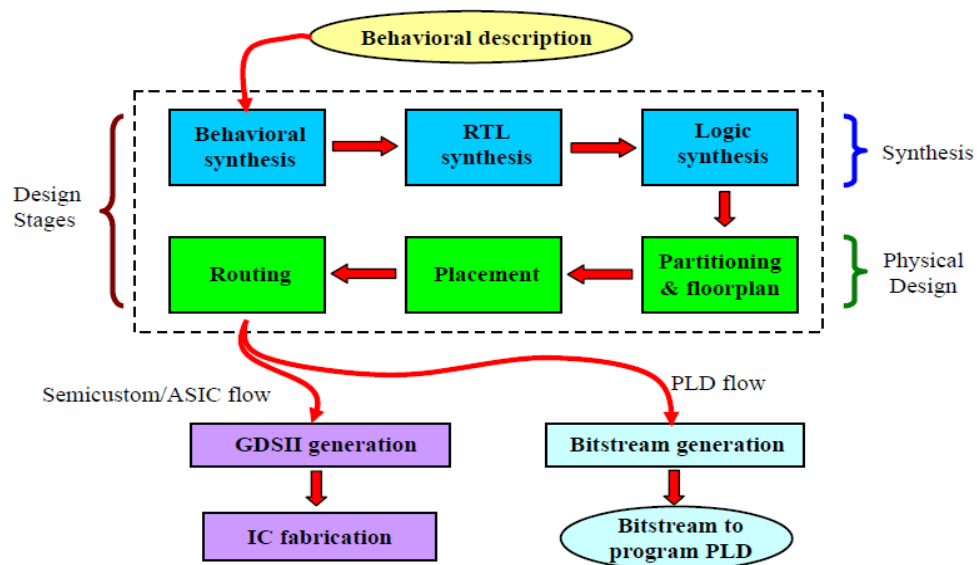 Behavioral description
Behavioral
synthesis
RTL
synthesis
Logic
synthesis
Synthesis
Design
Stages
Routing
Placement
Partitioning
& floorplan
Physical
Design
Semicustom/ASIC flow
PLD flow
GDSII generation
Bitstream generation
IC fabrication
Bitstream to
program PLD